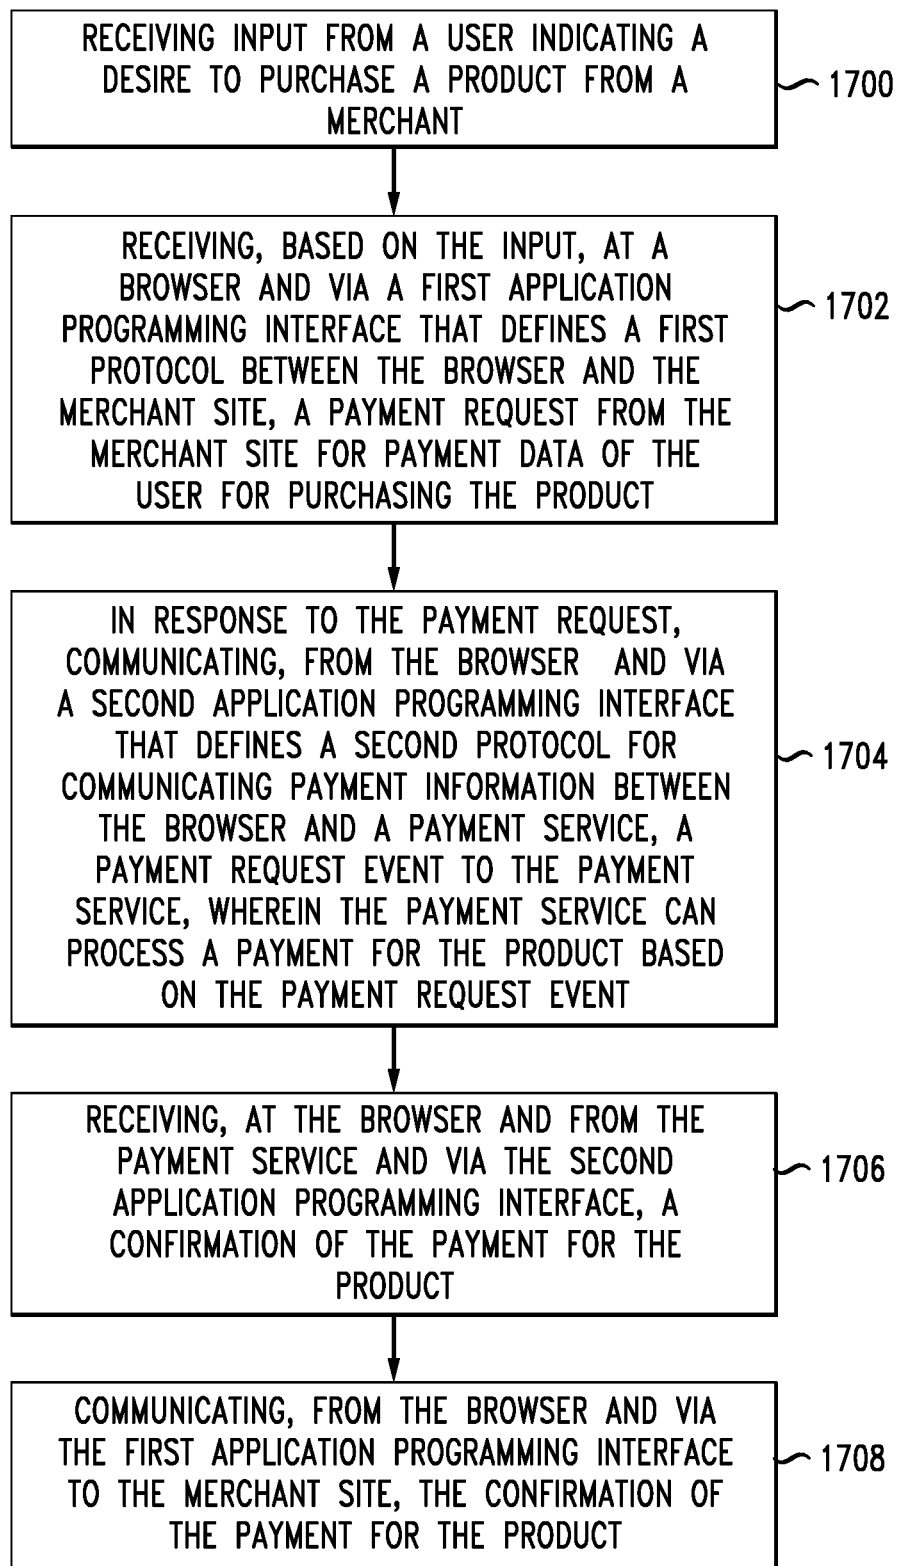 RECEIVING INPUT FROM A USER INDICATING A
DESIRE TO PURCHASE A PRODUCT FROM A
MERCHANT
1700
RECEIVING, BASED ON THE INPUT, AT A
BROWSER AND VIA A FIRST APPLICATION
PROGRAMMING INTERFACE THAT DEFINES A FIRST
PROTOCOL BETWEEN THE BROWSER AND THE
MERCHANT SITE, A PAYMENT REQUEST FROM THE
MERCHANT SITE FOR PAYMENT DATA OF THE
USER FOR PURCHASING THE PRODUCT
1702
IN RESPONSE TO THE PAYMENT REQUEST,
COMMUNICATING, FROM THE BROWSER AND VIA
A SECOND APPLICATION PROGRAMMING INTERFACE
THAT DEFINES A SECOND PROTOCOL FOR
COMMUNICATING PAYMENT INFORMATION BETWEEN
THE BROWSER AND A PAYMENT SERVICE, A
PAYMENT REQUEST EVENT TO THE PAYMENT
SERVICE, WHEREIN THE PAYMENT SERVICE CAN
PROCESS A PAYMENT FOR THE PRODUCT BASED
ON THE PAYMENT REQUEST EVENT
1704
RECEIVING, AT THE BROWSER AND FROM THE
PAYMENT SERVICE AND VIA THE SECOND
APPLICATION PROGRAMMING INTERFACE, A
CONFIRMATION OF THE PAYMENT FOR THE
PRODUCT
1706
COMMUNICATING, FROM THE BROWSER AND VIA
THE FIRST APPLICATION PROGRAMMING INTERFACE
TO THE MERCHANT SITE, THE CONFIRMATION OF
THE PAYMENT FOR THE PRODUCT
1708